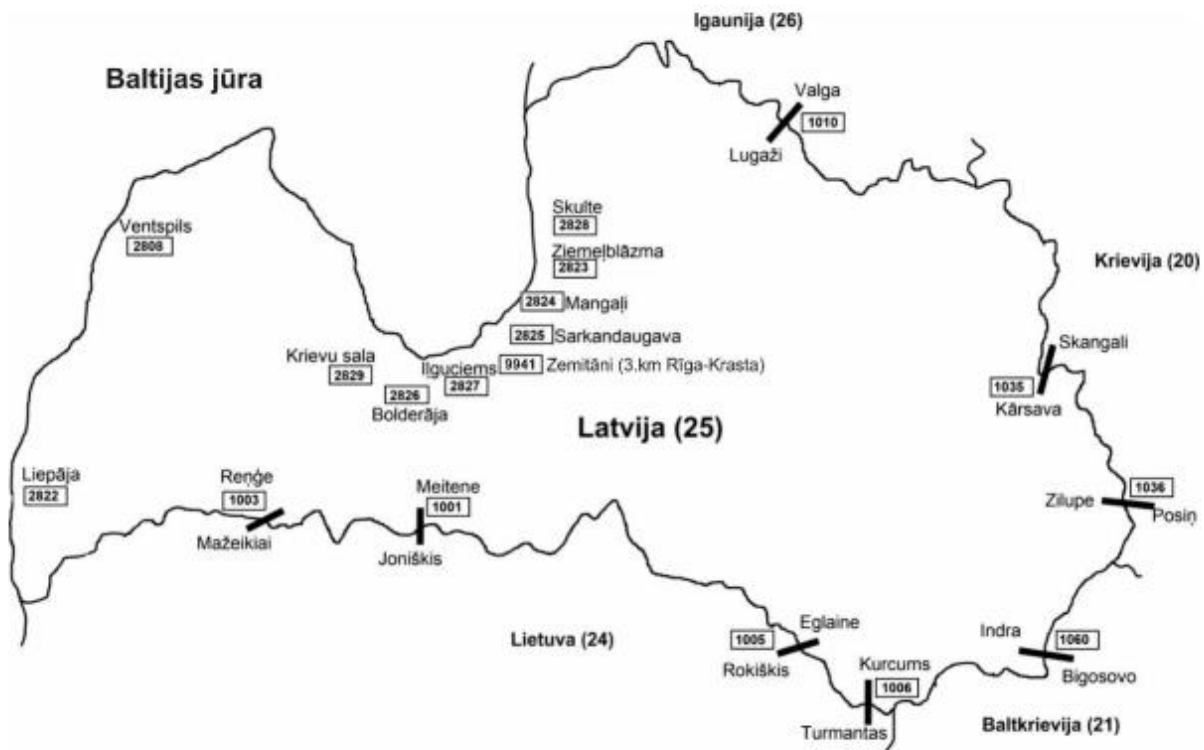 Igaunija (26)
Baltijas jūra
Valga
1010
Lugaži
Skulte
2828
Ventspils
2808
Ziemeļblāzma
2823
Krievija (20)
2824 Mangaļi
2825 Sarkandaugava
Skangali
Krievu sala
2829
Iļguciems
2827
9941 Zemitāni (3.km Rīga-Krasta)
1035
Kārsava
2826
Bolderāja
Latvija (25)
Liepāja
2822
Reņģe
1003
Mažeikiai
Meitene
1001
Joniškis
1036
Zilupe
Posiņ
Lietuva (24)
Eglaine
1005
Rokiškis
Indra
1060
Bigosovo
Kurcums
1006
Turmantas
Baltkrievija (21)